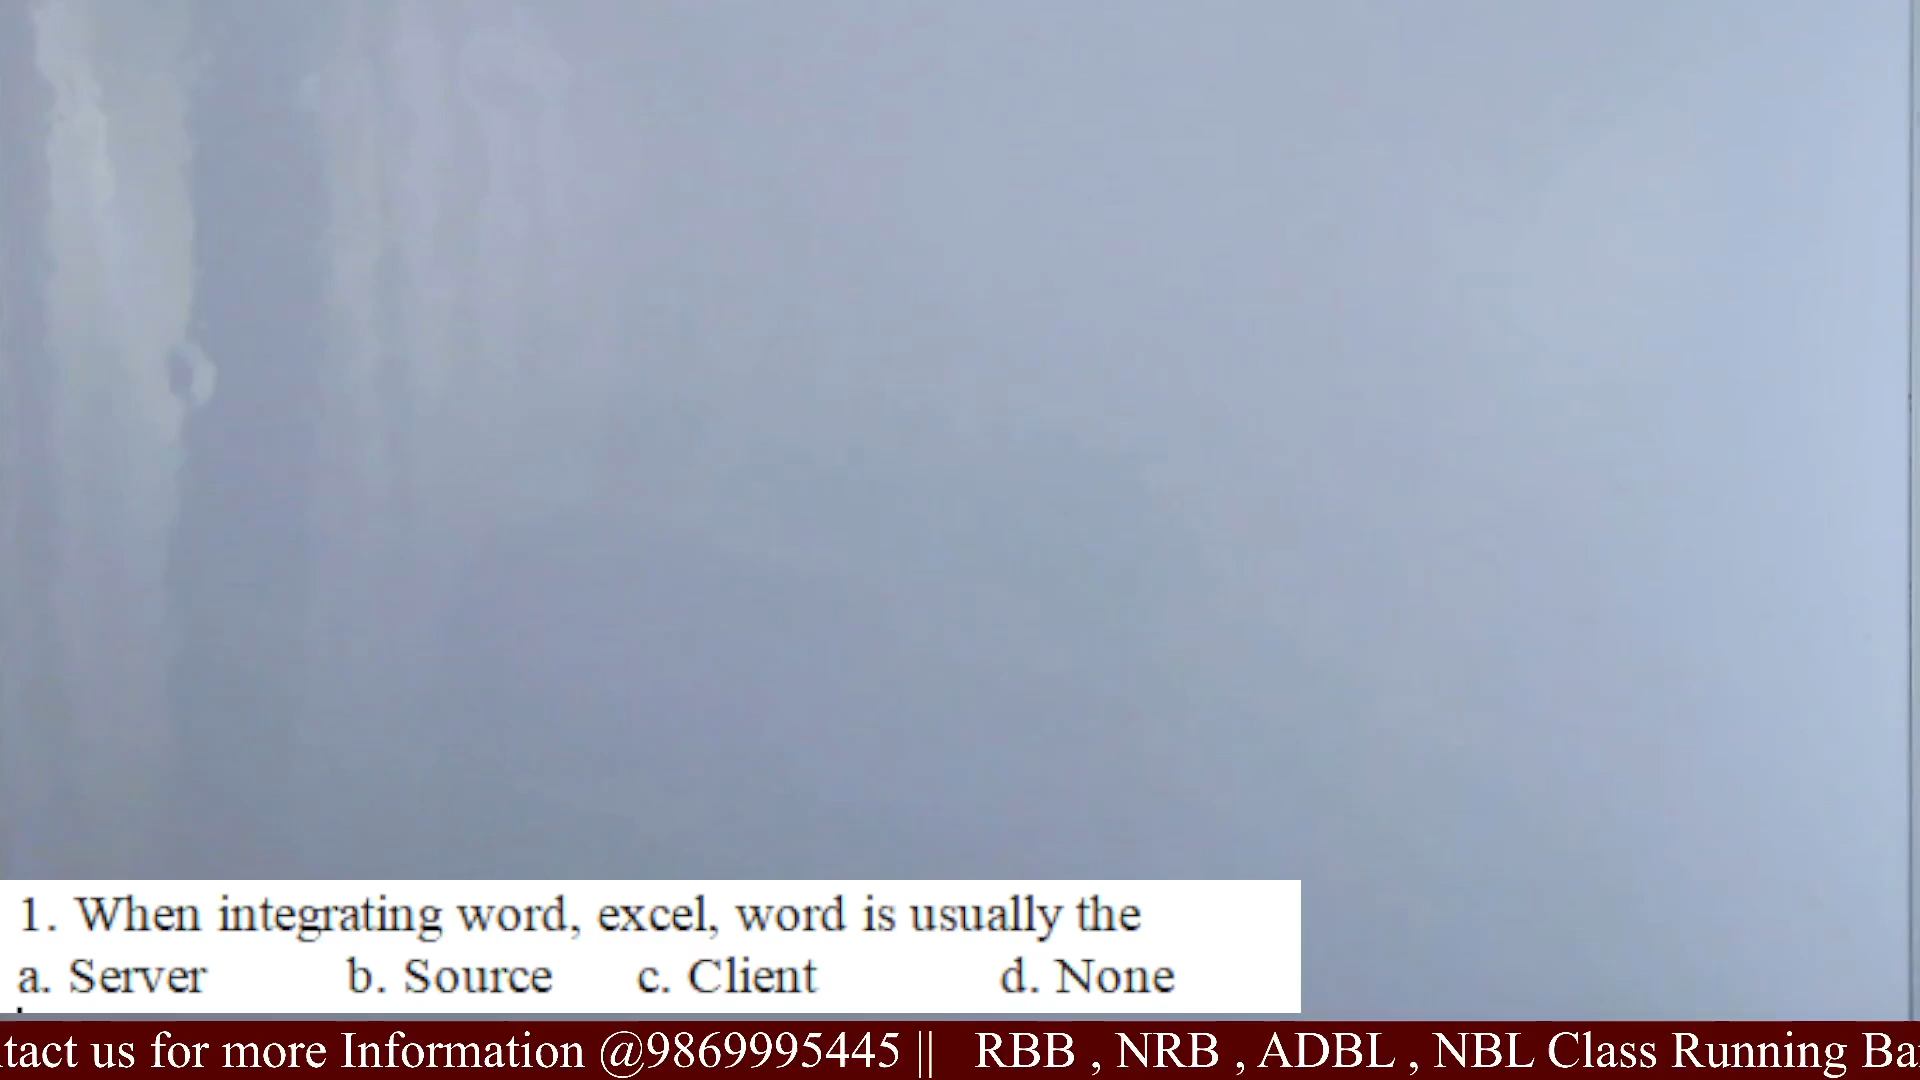 1. When integrating word, excel, word is usually the
a. Server b. Source c. Client d. None
tact us for more Information @9869995445 || RBB , NRB , ADBL , NBL Class Running Ba